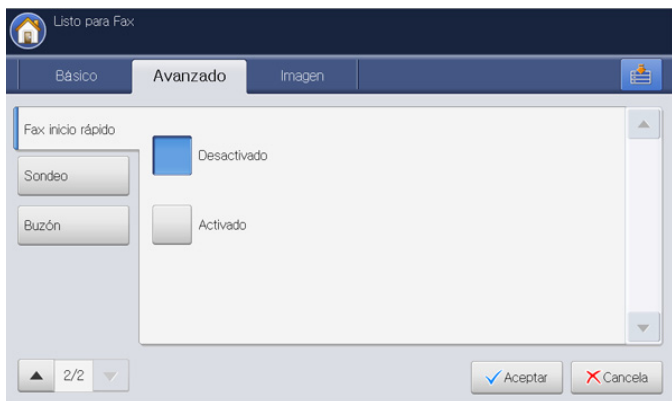 Listo para Fax
Básico
Avanzado
Imagen
Fax inicio rápido
Desactivado
Sondeo
Buzón
Activado
2/2
Aceptar
Cancela